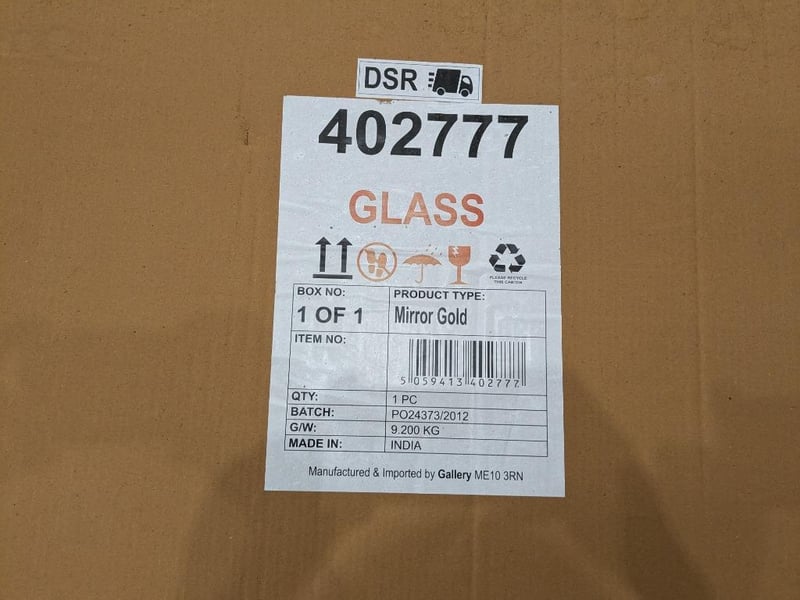 DSR
402777
GLASS
PLEASE RECYCLE
THIS CARTON
BOX NO: PRODUCT TYPE:
1 OF 1 Mirror Gold
ITEM NO:
5 059413 402777
QTY: 1 PC
BATCH: PO24373/2012
G/W: 9.200 KG
MADE IN: INDIA
Manufactured & Imported by Gallery ME10 3RN